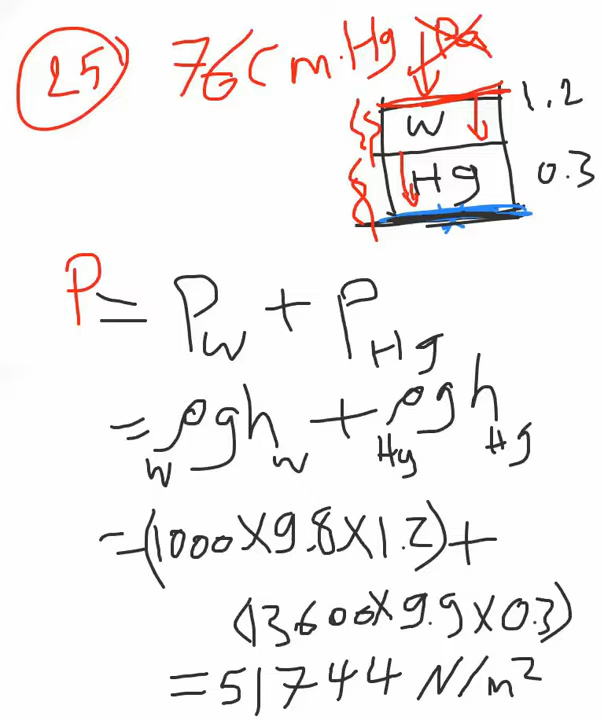 25 76 Cm.Hg Pa
W 1.2
Hg 0.3
P = P_W + P_Hg
= ρ_W g h_W + ρ_Hg g h_Hg
= (1000 × 9.8 × 1.2) +
(13600 × 9.9 × 0.3)
= 51744 N/m²